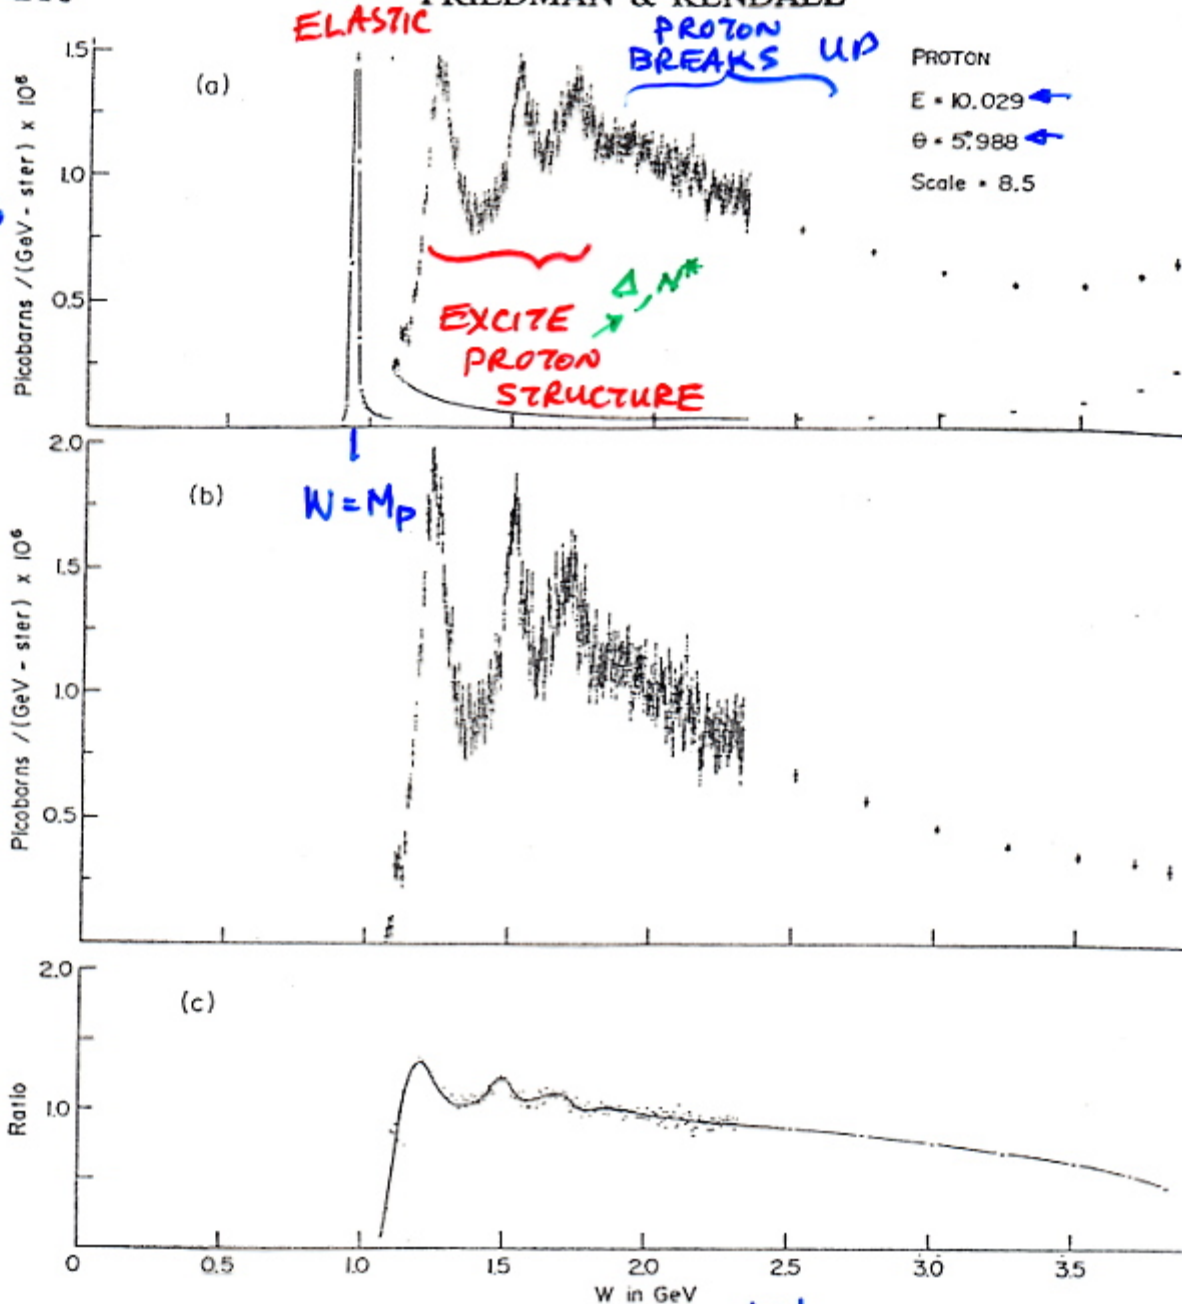 FRIEDMAN & KENDALL
ELASTIC
PROTON
BREAKS UP
(a)
PROTON
E = 10.029
θ = 5°.988
Scale = 8.5
Picobarns /(GeV - ster) x 10⁶
1.5
1.0
0.5
Δ, N*
EXCITE
PROTON
STRUCTURE
W = Mp
(b)
Picobarns /(GeV - ster) x 10⁶
2.0
1.5
1.0
0.5
(c)
Ratio
2.0
1.0
0 0.5 1.0 1.5 2.0 2.5 3.0 3.5
W in GeV